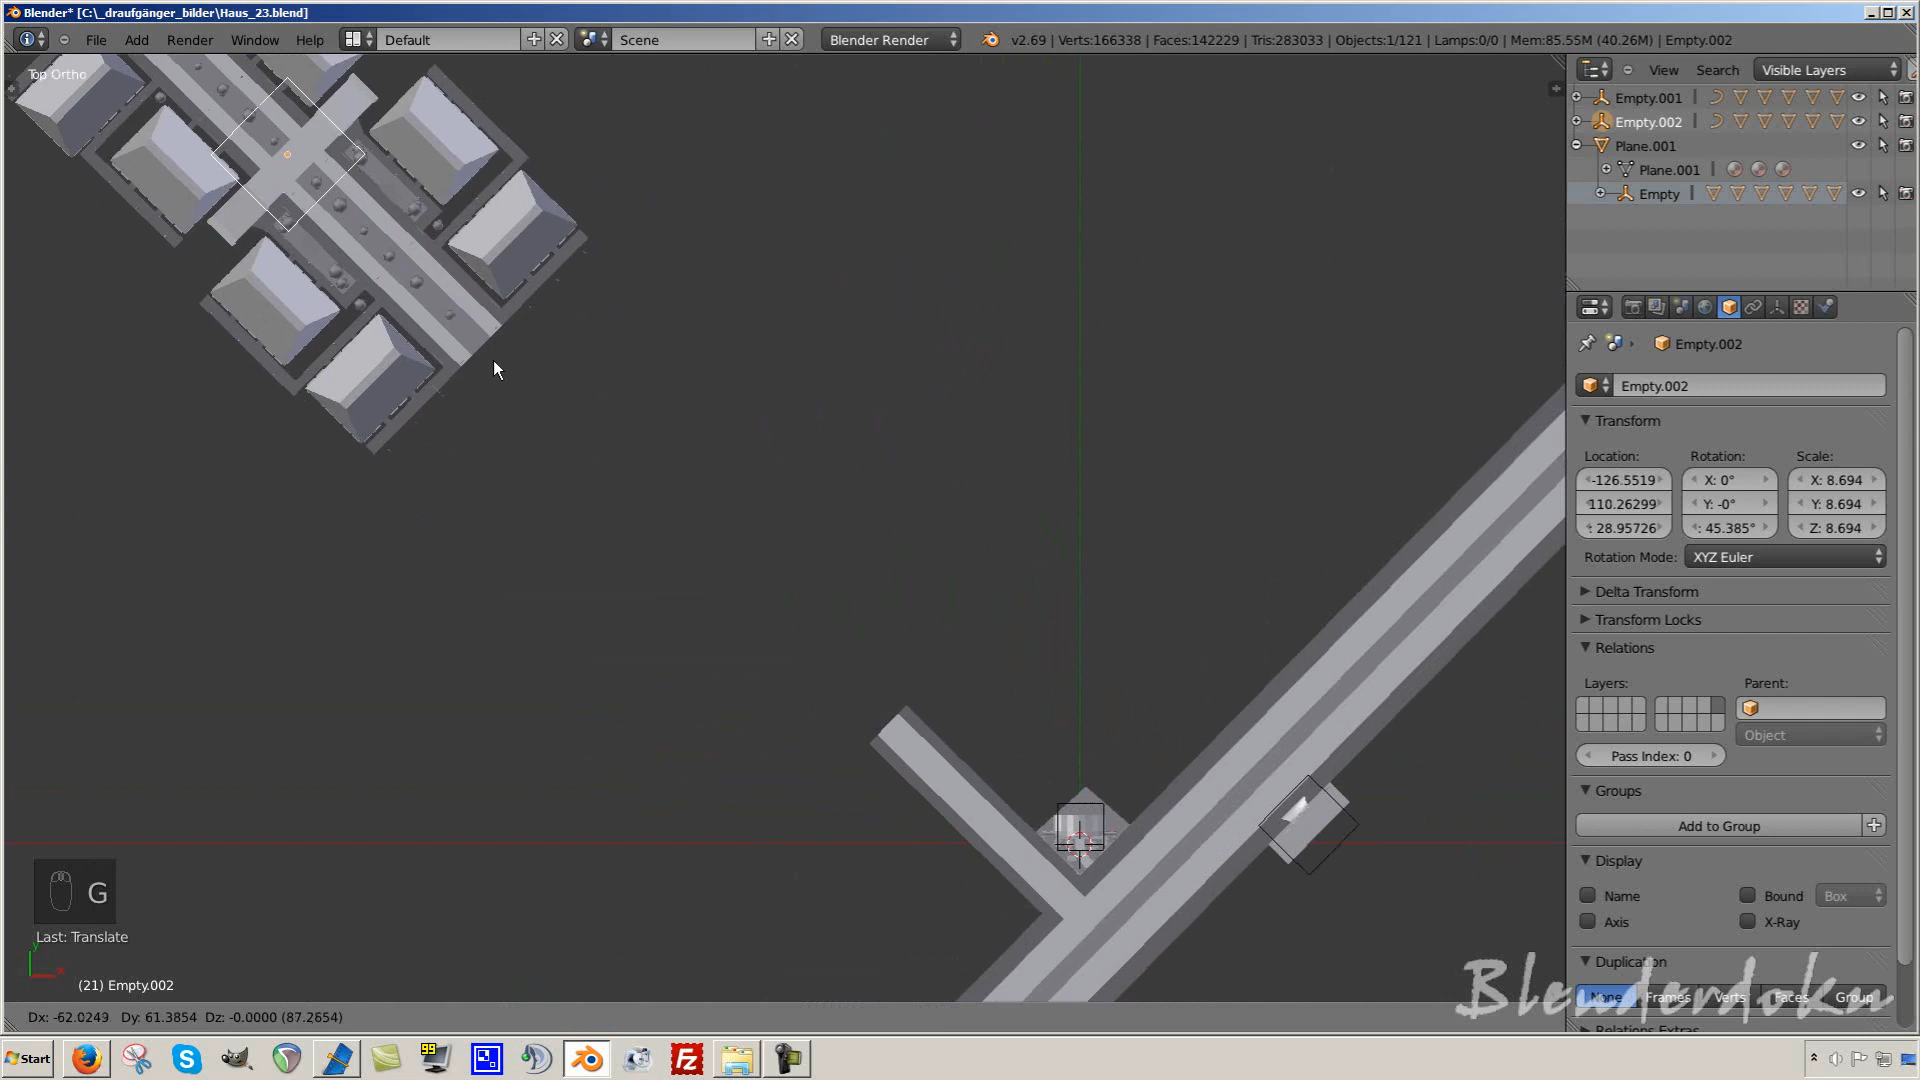 Blender* [C:\_draufgänger_bilder\Haus_23.blend]
File Add Render Window Help Default Scene Blender Render v2.69 | Verts:166338 | Faces:142229 | Tris:283033 | Objects:1/121 | Lamps:0/0 | Mem:85.55M (40.26M) | Empty.002
Top Ortho
View Search Visible Layers
Empty.001
Empty.002
Plane.001
Plane.001
Empty
Empty.002
Empty.002
Transform
Location: Rotation: Scale:
-126.5519 X: 0° X: 8.694
110.26299 Y: -0° Y: 8.694
: 28.95726 : 45.385° Z: 8.694
Rotation Mode: XYZ Euler
Delta Transform
Transform Locks
Relations
Layers: Parent:
Object
Pass Index: 0
Groups
Add to Group
Display
Name Bound Box
Axis X-Ray
Duplication
None Frames Verts Faces Group
Relations Extras
Blenderdoku
G
Last: Translate
y
x
(21) Empty.002
Dx: -62.0249 Dy: 61.3854 Dz: -0.0000 (87.2654)
Start
99